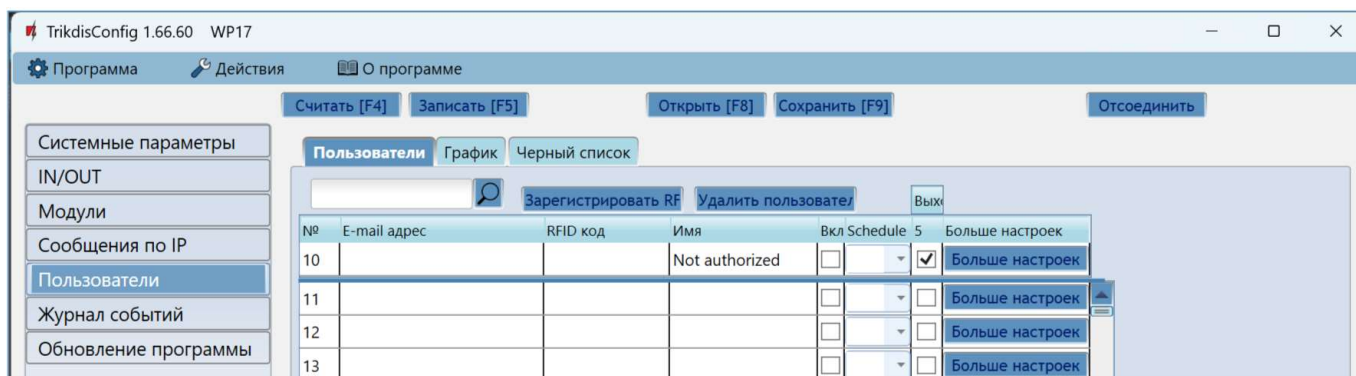 TrikdisConfig 1.66.60 WP17
Программа Действия О программе
Считать [F4] Записать [F5] Открыть [F8] Сохранить [F9] Отсоединить
Системные параметры
IN/OUT
Модули
Сообщения по IP
Пользователи
Журнал событий
Обновление программы
Пользователи График Черный список
Зарегистрировать RF Удалить пользовател Выхо
№ E-mail адрес RFID код Имя Вкл Schedule 5 Больше настроек
10 Not authorized Больше настроек
11 Больше настроек
12 Больше настроек
13 Больше настроек